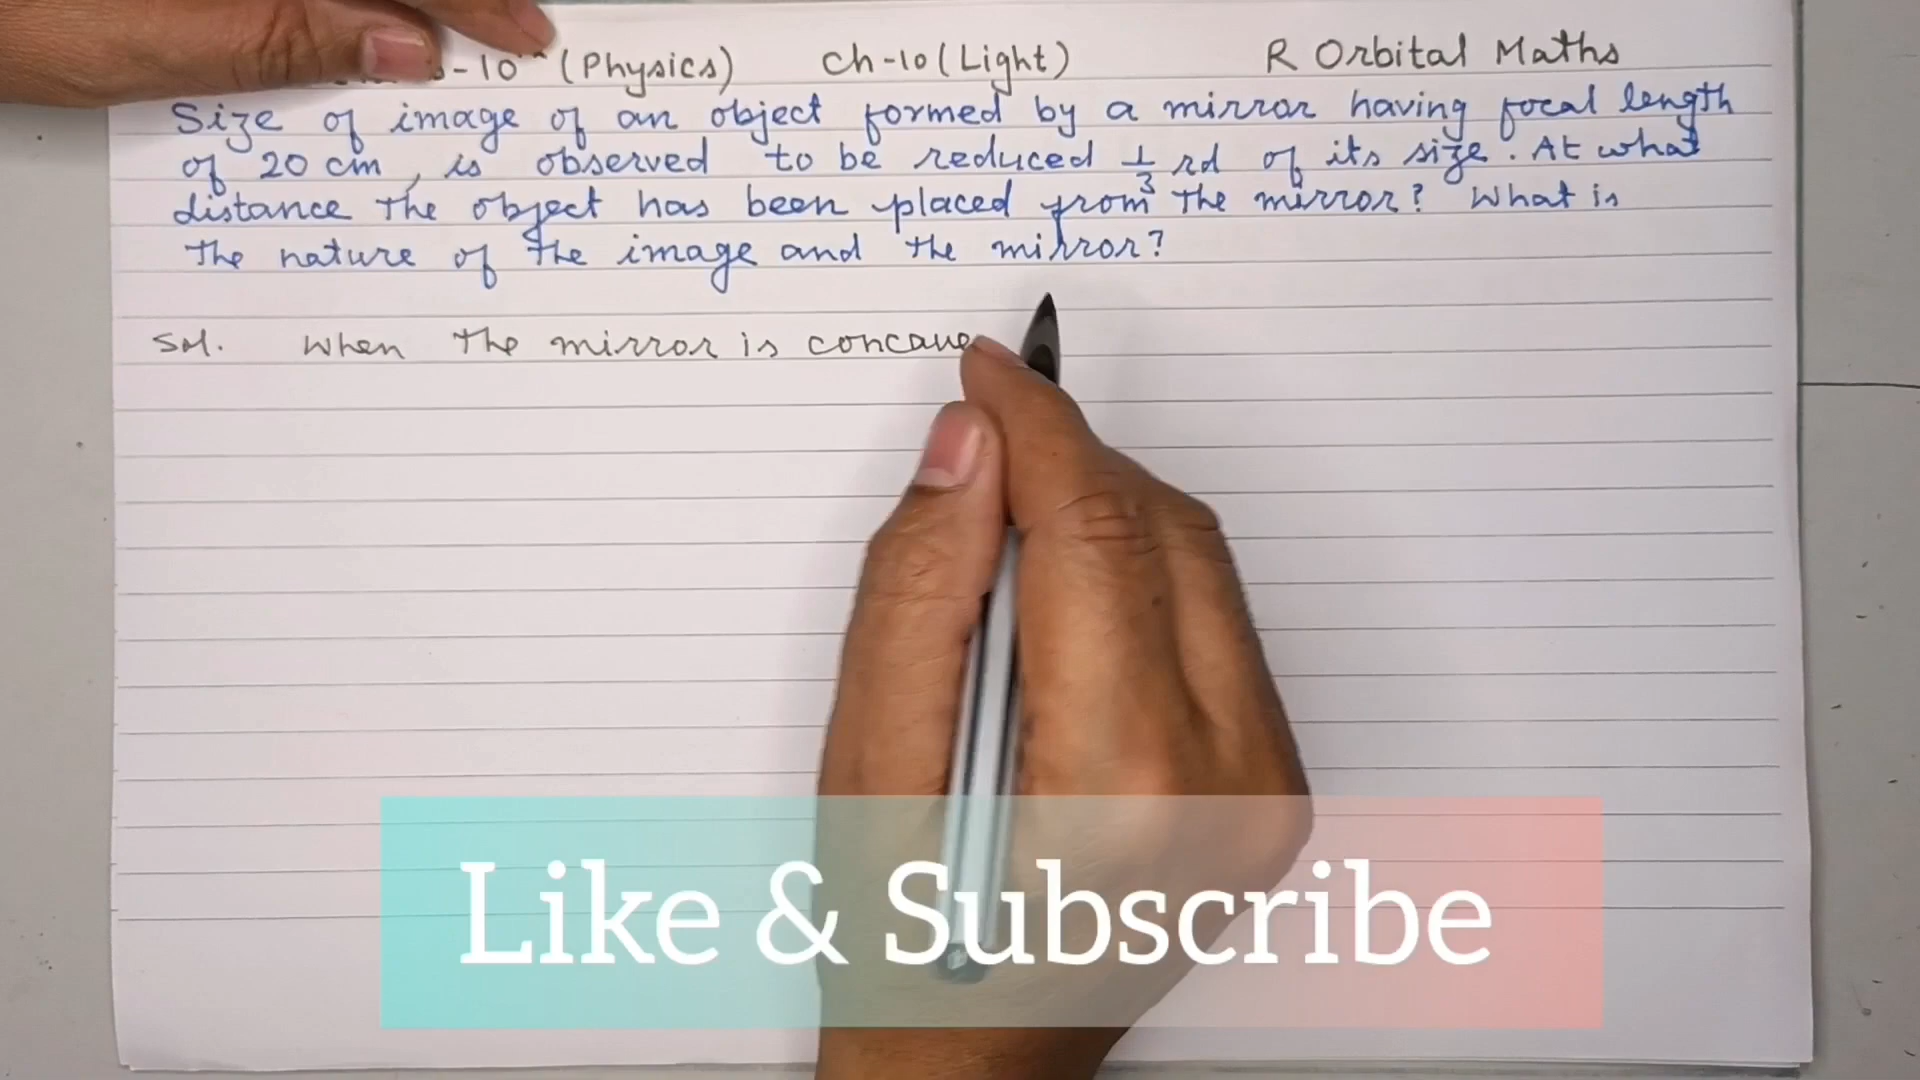 -10 (Physics) Ch-10 (Light) R Orbital Maths
Size of image of an object formed by a mirror having focal length
of 20 cm, is observed to be reduced 1/3 rd of its size. At what
distance the object has been placed from the mirror? What is
the nature of the image and the mirror?
Sol. When the mirror is concave
Like & Subscribe